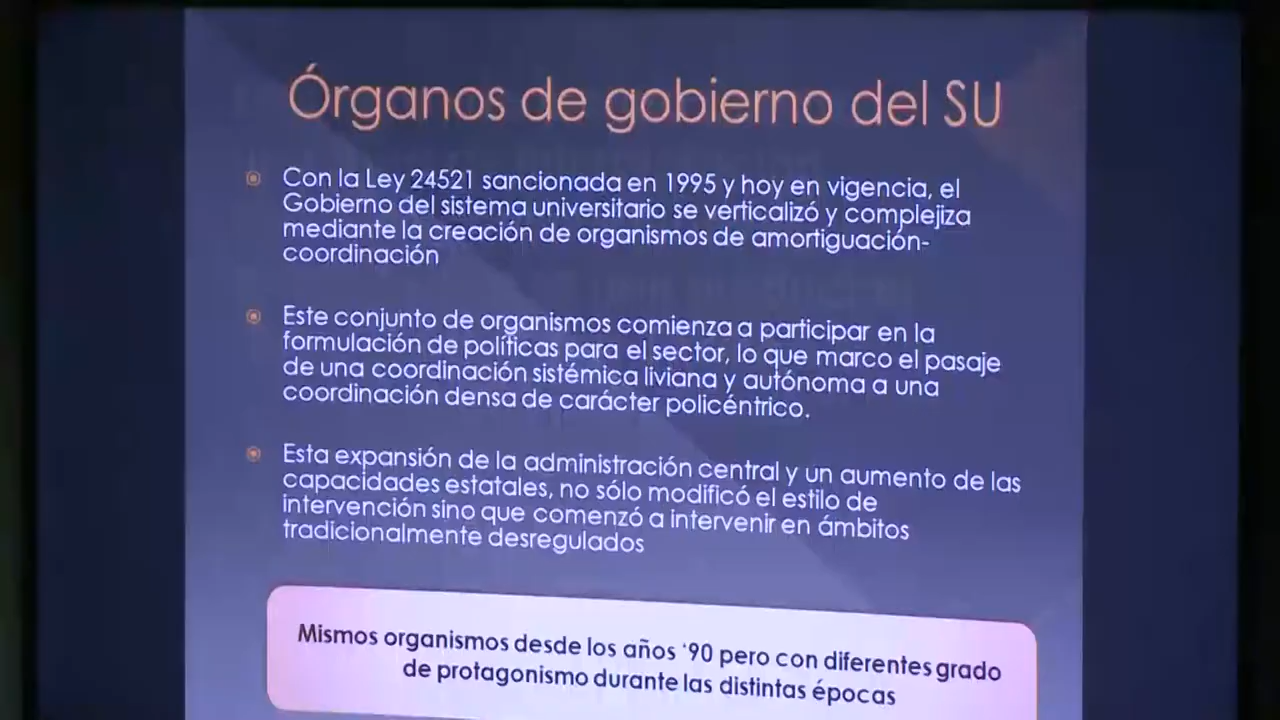 Órganos de gobierno del SU
Con la Ley 24521 sancionada en 1995 y hoy en vigencia, el
Gobierno del sistema universitario se verticalizó y complejiza
mediante la creación de organismos de amortiguación-
coordinación
Este conjunto de organismos comienza a participar en la
formulación de políticas para el sector, lo que marco el pasaje
de una coordinación sistémica liviana y autónoma a una
coordinación densa de carácter policéntrico.
Esta expansión de la administración central y un aumento de las
capacidades estatales, no sólo modificó el estilo de
intervención sino que comenzó a intervenir en ámbitos
tradicionalmente desregulados
Mismos organismos desde los años ‘90 pero con diferentes grado
de protagonismo durante las distintas épocas